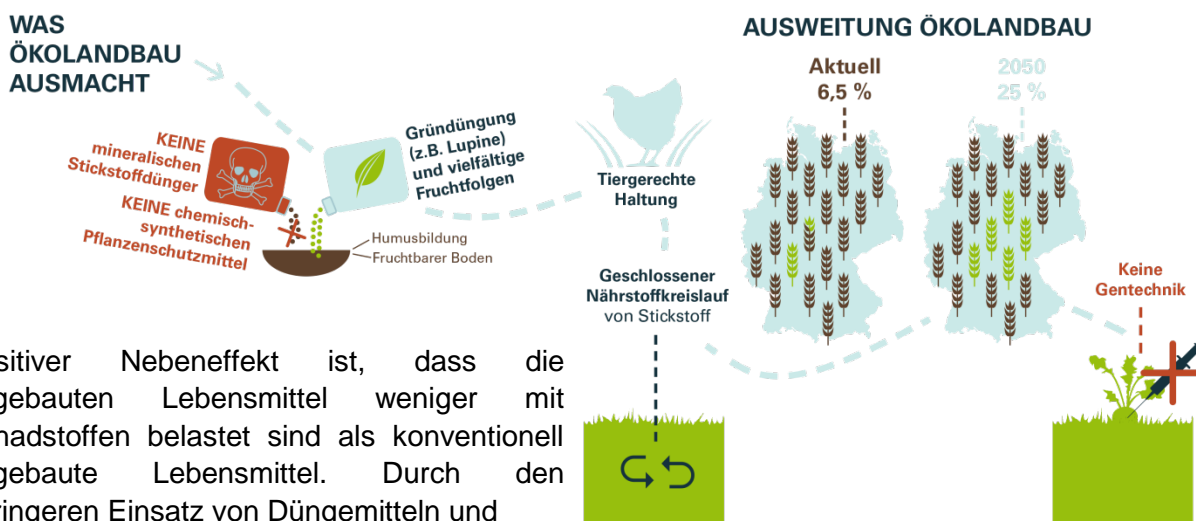 WAS
ÖKOLANDBAU
AUSMACHT
KEINE
mineralischen
Stickstoffdünger
KEINE chemisch-
synthetischen
Pflanzenschutzmittel
Gründüngung
(z.B. Lupine)
und vielfältige
Fruchtfolgen
Humusbildung
Fruchtbarer Boden
Tiergerechte
Haltung
Geschlossener
Nährstoffkreislauf
von Stickstoff
AUSWEITUNG ÖKOLANDBAU
Aktuell
6,5 %
2050
25 %
Keine
Gentechnik
sitiver Nebeneffekt ist, dass die
gebauten Lebensmittel weniger mit
hadstoffen belastet sind als konventionell
gebaute Lebensmittel. Durch den
ringeren Einsatz von Düngemitteln und